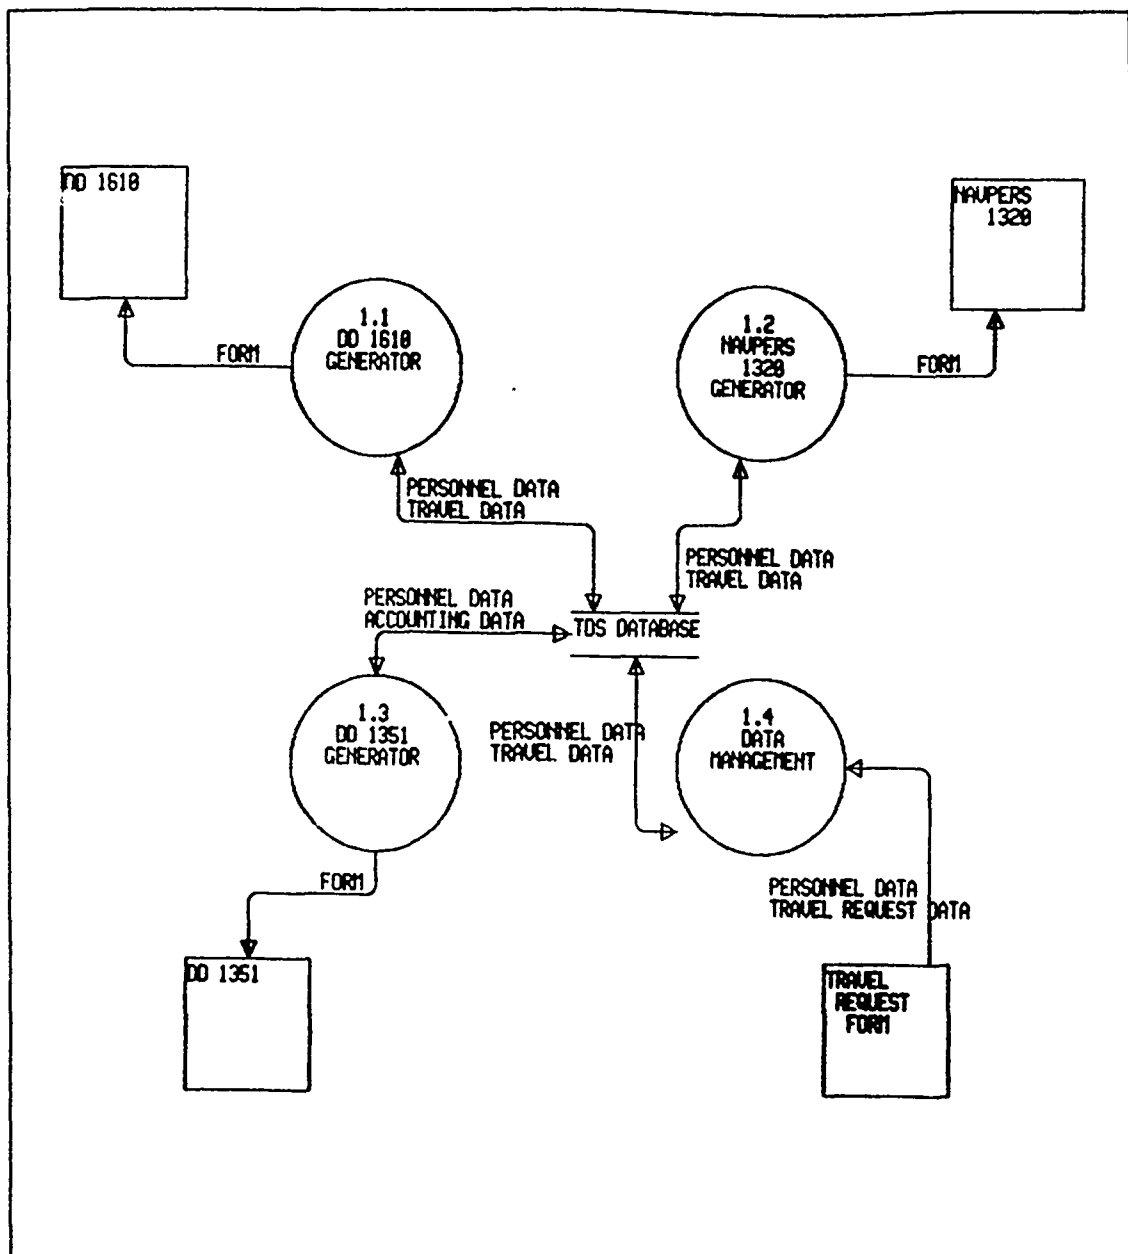 DD 1610
NAVPERS
1320
1.1
DD 1610
GENERATOR
1.2
NAVPERS
1320
GENERATOR
FORM
FORM
PERSONNEL DATA
TRAVEL DATA
PERSONNEL DATA
TRAVEL DATA
PERSONNEL DATA
ACCOUNTING DATA
TDS DATABASE
1.3
DD 1351
GENERATOR
PERSONNEL DATA
TRAVEL DATA
1.4
DATA
MANAGEMENT
FORM
PERSONNEL DATA
TRAVEL REQUEST DATA
DD 1351
TRAVEL
REQUEST
FORM